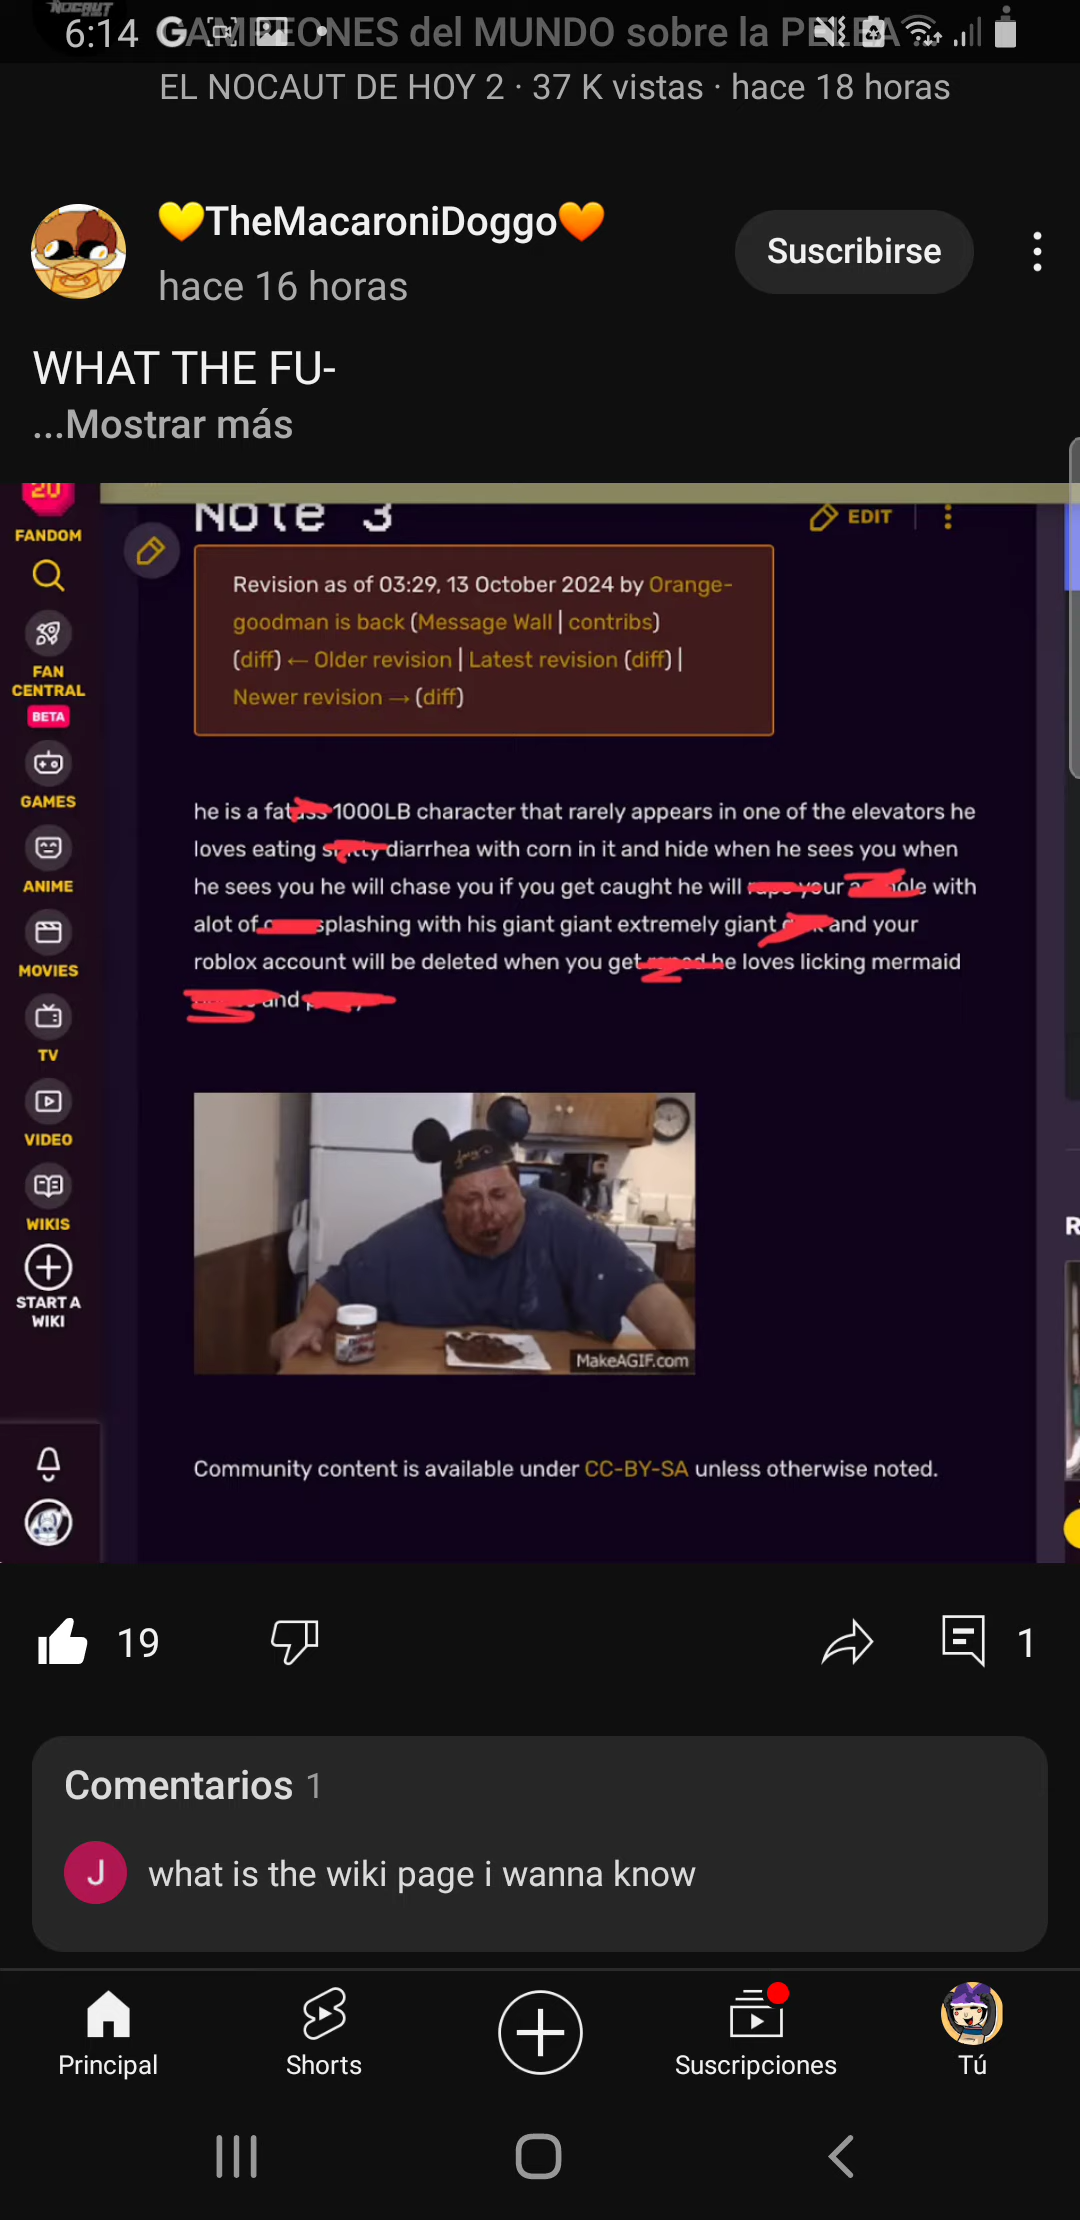 6:14
CAMPEONES del MUNDO sobre la PELEA
EL NOCAUT DE HOY 2 · 37 K vistas · hace 18 horas
💛TheMacaroniDoggo🧡
hace 16 horas
Suscribirse
WHAT THE FU-
...Mostrar más
20
FANDOM
FAN
CENTRAL
BETA
GAMES
ANIME
MOVIES
TV
VIDEO
WIKIS
START A
WIKI
Note 3
EDIT
Revision as of 03:29, 13 October 2024 by Orange-
goodman is back (Message Wall | contribs)
(diff) ← Older revision | Latest revision (diff) |
Newer revision → (diff)
he is a fat 1000LB character that rarely appears in one of the elevators he
loves eating diarrhea with corn in it and hide when he sees you when
he sees you he will chase you if you get caught he will your with
alot of splashing with his giant giant extremely giant and your
roblox account will be deleted when you get he loves licking mermaid
and
MakeAGIF.com
Community content is available under CC-BY-SA unless otherwise noted.
R
19
1
Comentarios 1
J
what is the wiki page i wanna know
Principal
Shorts
Suscripciones
Tú